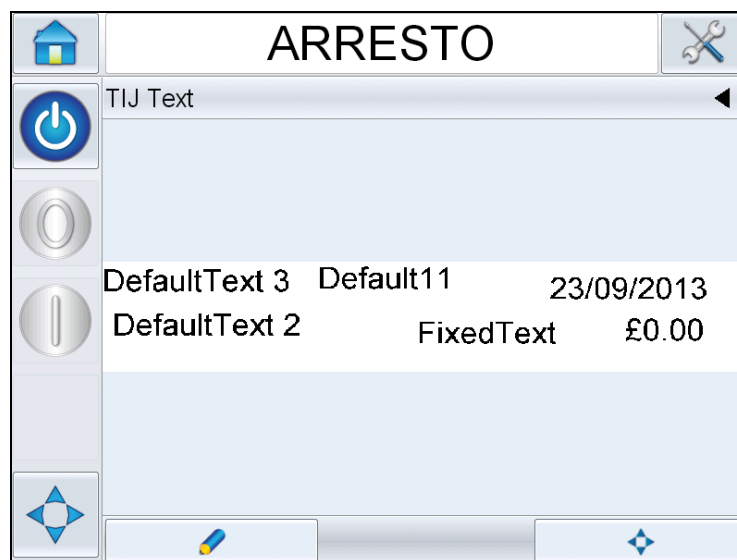 ARRESTO
TIJ Text
DefaultText 3 Default11 23/09/2013
DefaultText 2 FixedText £0.00